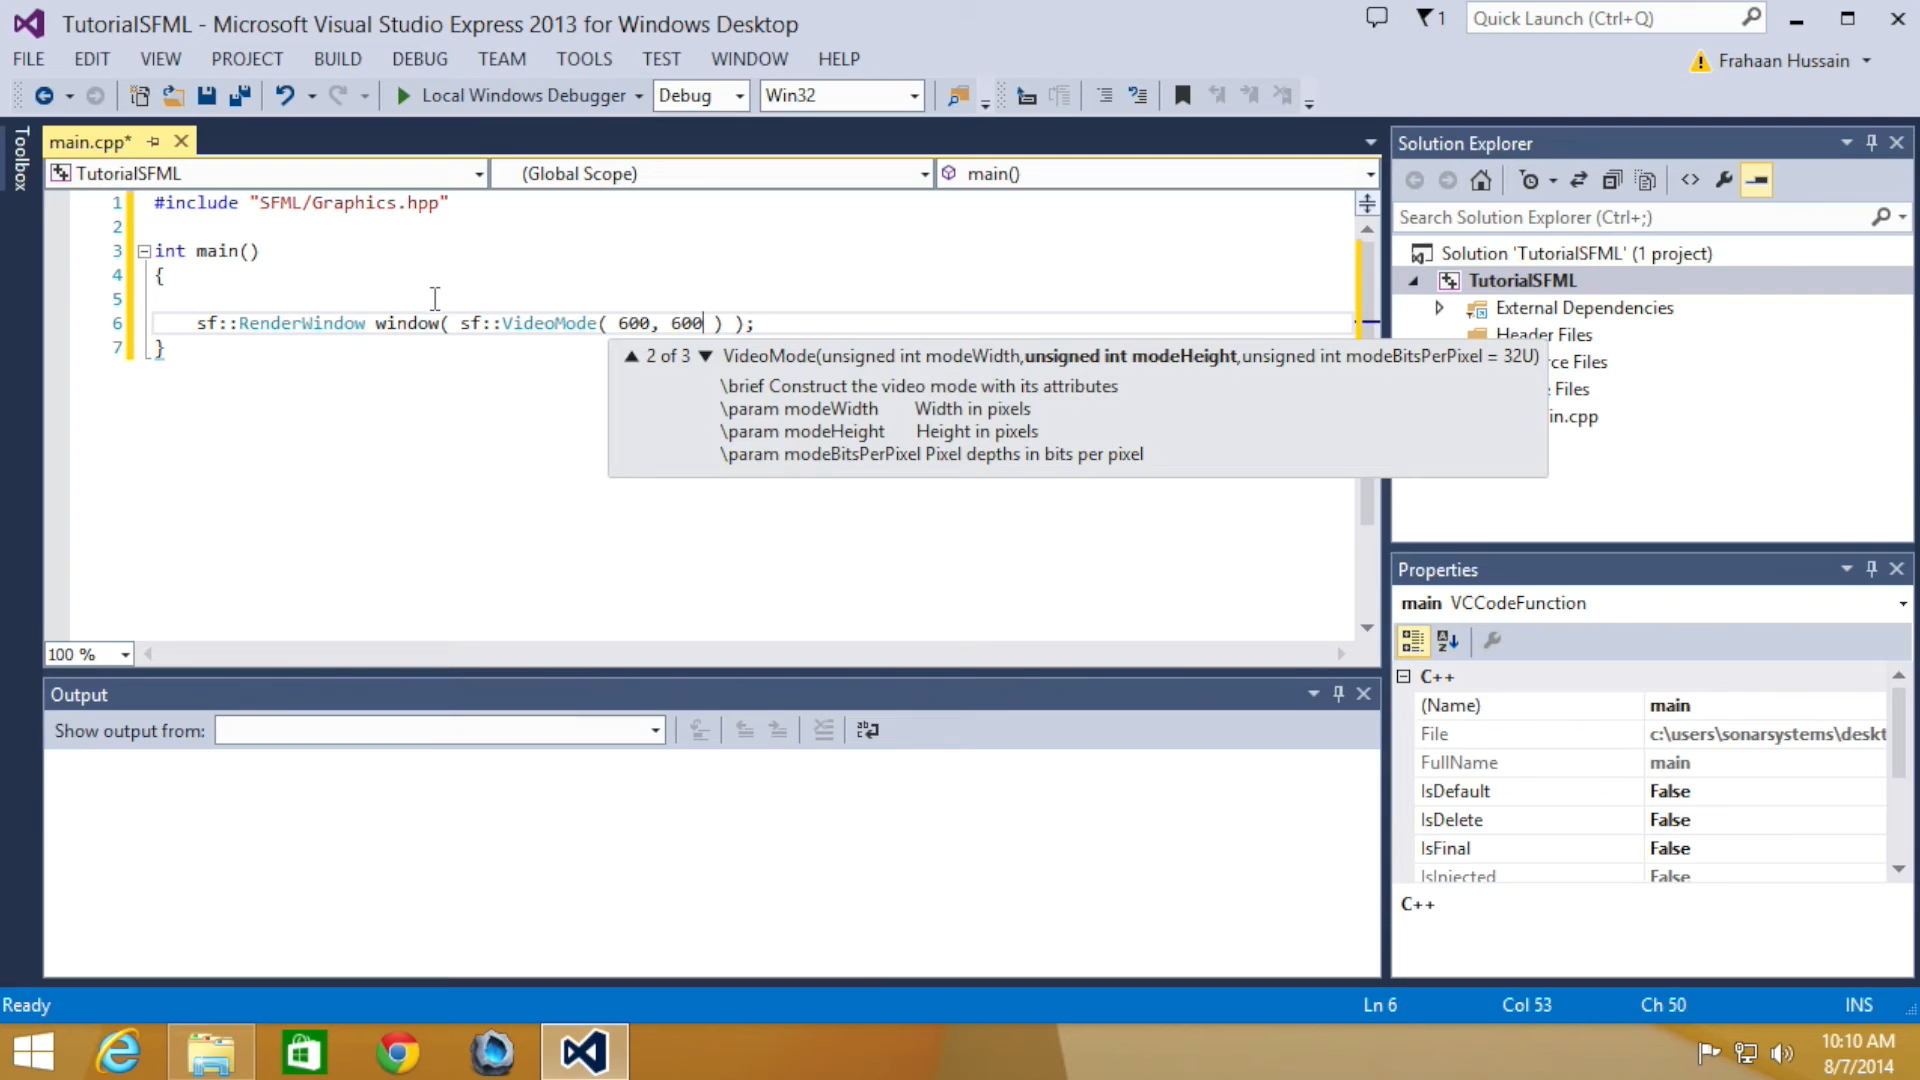 TutorialSFML - Microsoft Visual Studio Express 2013 for Windows Desktop
1
Quick Launch (Ctrl+Q)
FILE EDIT VIEW PROJECT BUILD DEBUG TEAM TOOLS TEST WINDOW HELP
Frahaan Hussain
Local Windows Debugger Debug Win32
Toolbox
main.cpp*
TutorialSFML (Global Scope) main()
1 #include "SFML/Graphics.hpp"
2
3 int main()
4 {
5
6 sf::RenderWindow window( sf::VideoMode( 600, 600 ) );
7 }
2 of 3 VideoMode(unsigned int modeWidth,unsigned int modeHeight,unsigned int modeBitsPerPixel = 32U)
\brief Construct the video mode with its attributes
\param modeWidth Width in pixels
\param modeHeight Height in pixels
\param modeBitsPerPixel Pixel depths in bits per pixel
100 %
Output
Show output from:
Solution Explorer
Search Solution Explorer (Ctrl+;)
Solution 'TutorialSFML' (1 project)
TutorialSFML
External Dependencies
Header Files
rce Files
Files
in.cpp
Properties
main VCCodeFunction
C++
(Name) main
File c:\users\sonarsystems\deskt
FullName main
IsDefault False
IsDelete False
IsFinal False
IsInjected False
C++
Ready
Ln 6 Col 53 Ch 50 INS
10:10 AM
8/7/2014